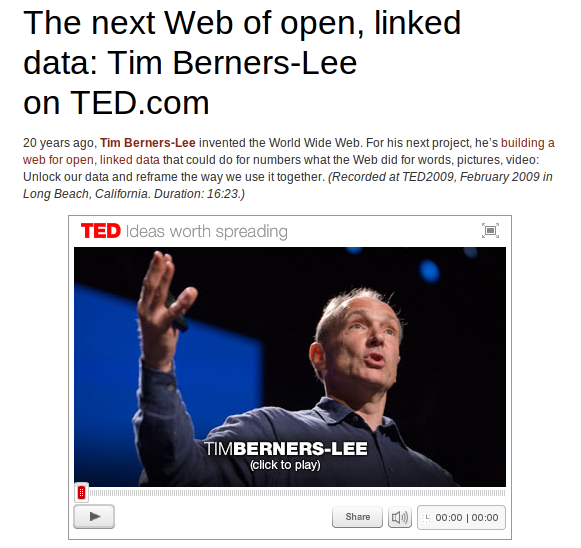 The next Web of open, linked
data: Tim Berners-Lee
on TED.com
20 years ago, Tim Berners-Lee invented the World Wide Web. For his next project, he's building a
web for open, linked data that could do for numbers what the Web did for words, pictures, video:
Unlock our data and reframe the way we use it together. (Recorded at TED2009, February 2009 in
Long Beach, California. Duration: 16:23.)
TED Ideas worth spreading
TIMBERNERS-LEE
(click to play)
Share
00:00 | 00:00